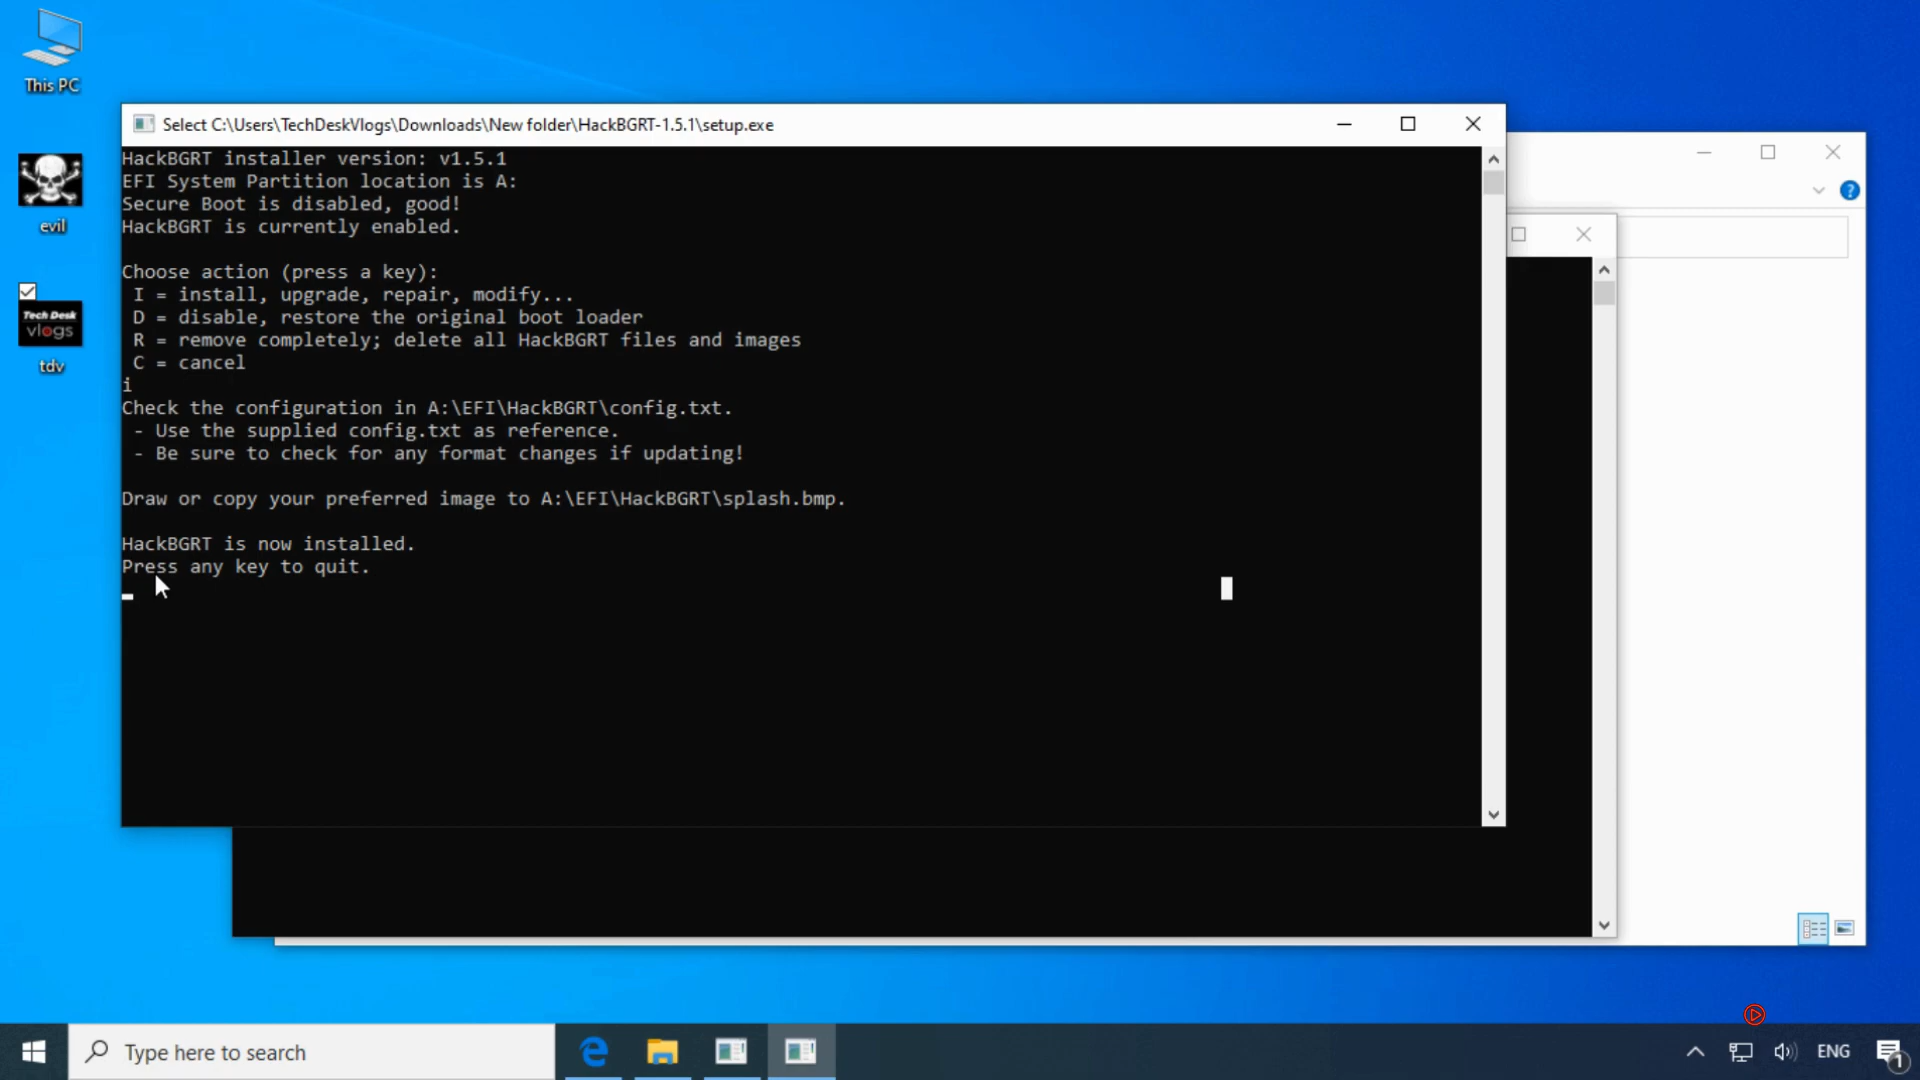 This PC
evil
Tech Desk
vlogs
tdv
Select C:\Users\TechDeskVlogs\Downloads\New folder\HackBGRT-1.5.1\setup.exe
HackBGRT installer version: v1.5.1
EFI System Partition location is A:
Secure Boot is disabled, good!
HackBGRT is currently enabled.
Choose action (press a key):
I = install, upgrade, repair, modify...
D = disable, restore the original boot loader
R = remove completely; delete all HackBGRT files and images
C = cancel
i
Check the configuration in A:\EFI\HackBGRT\config.txt.
- Use the supplied config.txt as reference.
- Be sure to check for any format changes if updating!
Draw or copy your preferred image to A:\EFI\HackBGRT\splash.bmp.
HackBGRT is now installed.
Press any key to quit.
Type here to search
ENG
1